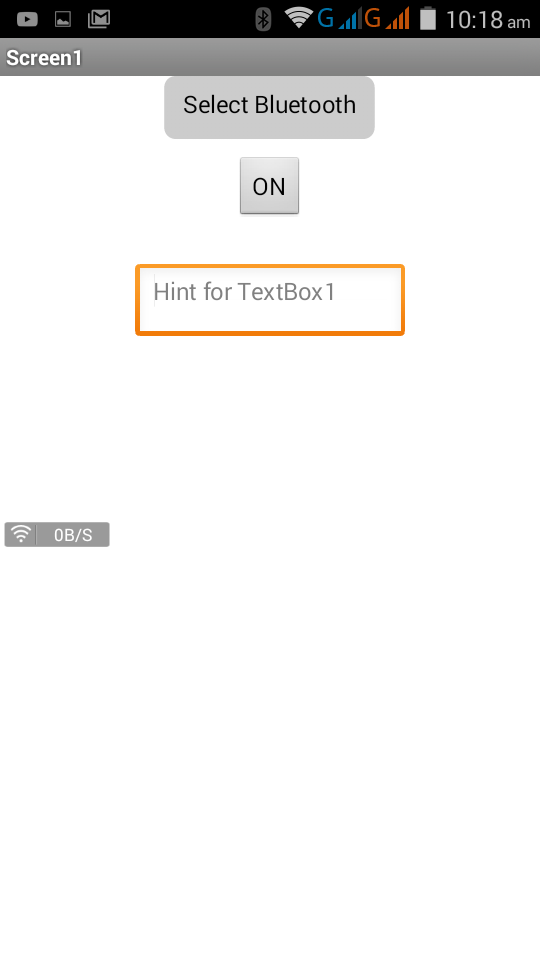 G G 10:18 am
Screen1
Select Bluetooth
ON
Hint for TextBox1
0B/S